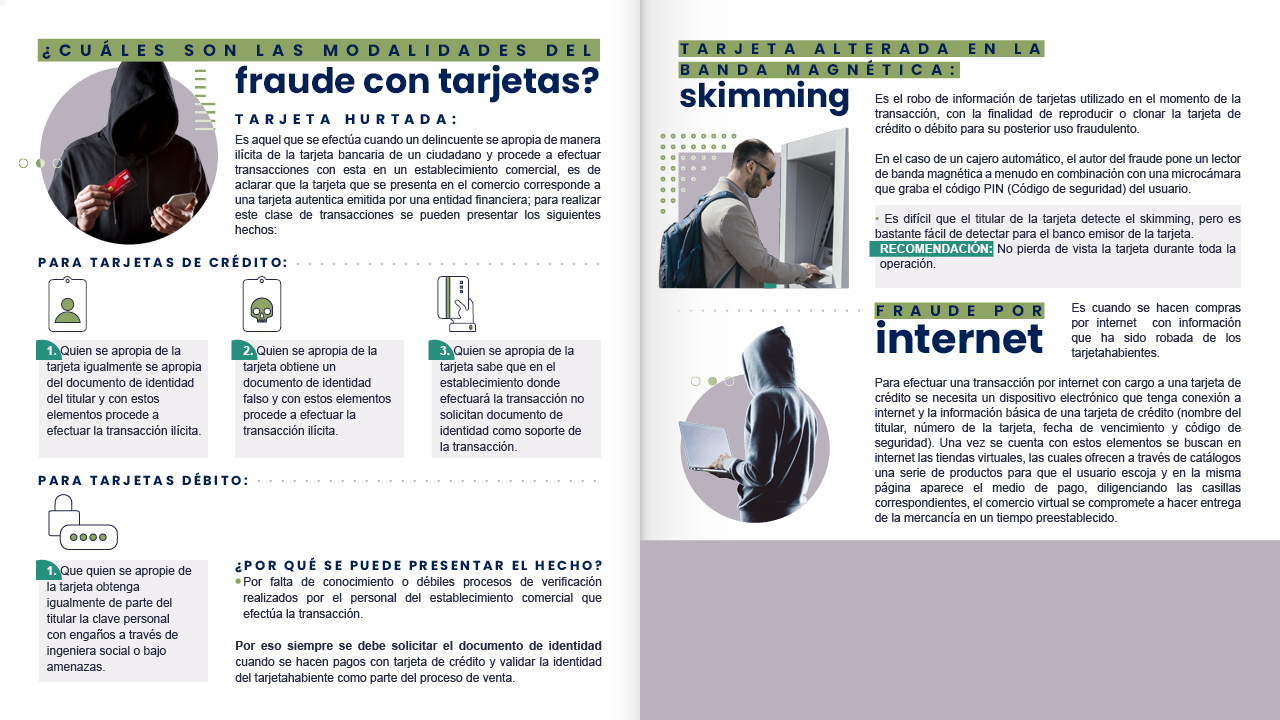 ¿CUÁLES SON LAS MODALIDADES DEL
fraude con tarjetas?
TARJETA HURTADA:
Es aquel que se efectúa cuando un delincuente se apropia de manera
ilícita de la tarjeta bancaria de un ciudadano y procede a efectuar
transacciones con esta en un establecimiento comercial, es de
aclarar que la tarjeta que se presenta en el comercio corresponde a
una tarjeta autentica emitida por una entidad financiera; para realizar
este clase de transacciones se pueden presentar los siguientes
hechos:
PARA TARJETAS DE CRÉDITO:
1. Quien se apropia de la
tarjeta igualmente se apropia
del documento de identidad
del titular y con estos
elementos procede a
efectuar la transacción ilícita.
2. Quien se apropia de la
tarjeta obtiene un
documento de identidad
falso y con estos elementos
procede a efectuar la
transacción ilícita.
3. Quien se apropia de la
tarjeta sabe que en el
establecimiento donde
efectuará la transacción no
solicitan documento de
identidad como soporte de
la transacción.
PARA TARJETAS DÉBITO:
1. Que quien se apropie de
la tarjeta obtenga
igualmente de parte del
titular la clave personal
con engaños a través de
ingeniera social o bajo
amenazas.
¿POR QUÉ SE PUEDE PRESENTAR EL HECHO?
• Por falta de conocimiento o débiles procesos de verificación
realizados por el personal del establecimiento comercial que
efectúa la transacción.
Por eso siempre se debe solicitar el documento de identidad
cuando se hacen pagos con tarjeta de crédito y validar la identidad
del tarjetahabiente como parte del proceso de venta.
TARJETA ALTERADA EN LA
BANDA MAGNÉTICA:
skimming
Es el robo de información de tarjetas utilizado en el momento de la
transacción, con la finalidad de reproducir o clonar la tarjeta de
crédito o débito para su posterior uso fraudulento.
En el caso de un cajero automático, el autor del fraude pone un lector
de banda magnética a menudo en combinación con una microcámara
que graba el código PIN (Código de seguridad) del usuario.
• Es difícil que el titular de la tarjeta detecte el skimming, pero es
bastante fácil de detectar para el banco emisor de la tarjeta.
RECOMENDACIÓN: No pierda de vista la tarjeta durante toda la
operación.
FRAUDE POR
internet
Es cuando se hacen compras
por internet con información
que ha sido robada de los
tarjetahabientes.
Para efectuar una transacción por internet con cargo a una tarjeta de
crédito se necesita un dispositivo electrónico que tenga conexión a
internet y la información básica de una tarjeta de crédito (nombre del
titular, número de la tarjeta, fecha de vencimiento y código de
seguridad). Una vez se cuenta con estos elementos se buscan en
internet las tiendas virtuales, las cuales ofrecen a través de catálogos
una serie de productos para que el usuario escoja y en la misma
página aparece el medio de pago, diligenciando las casillas
correspondientes, el comercio virtual se compromete a hacer entrega
de la mercancía en un tiempo preestablecido.